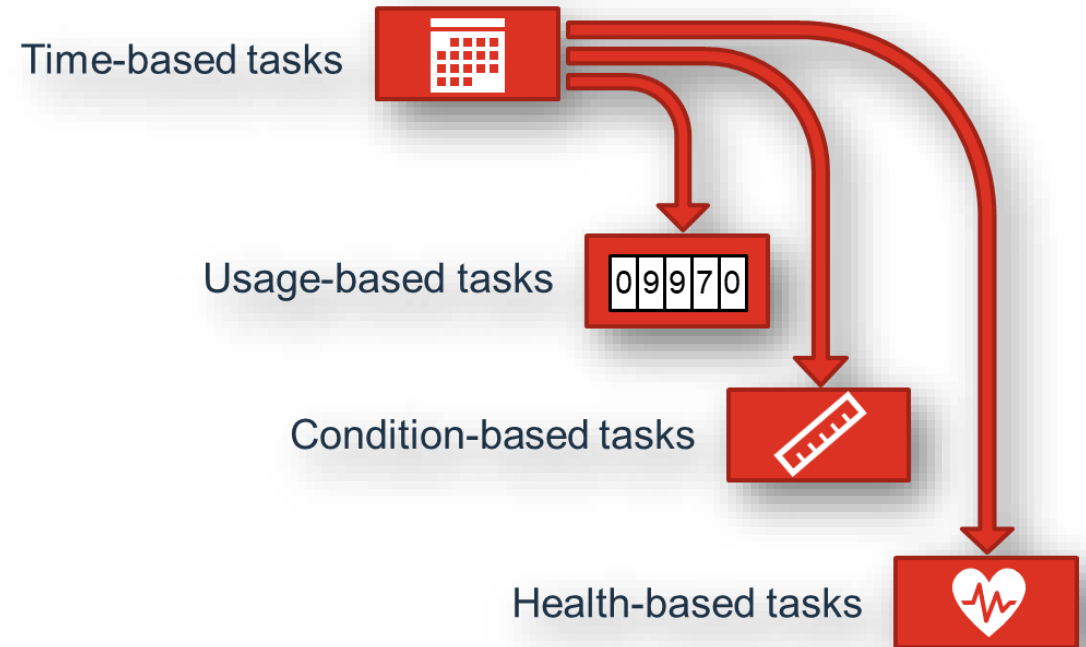 Time-based tasks
Usage-based tasks
09970
Condition-based tasks
Health-based tasks